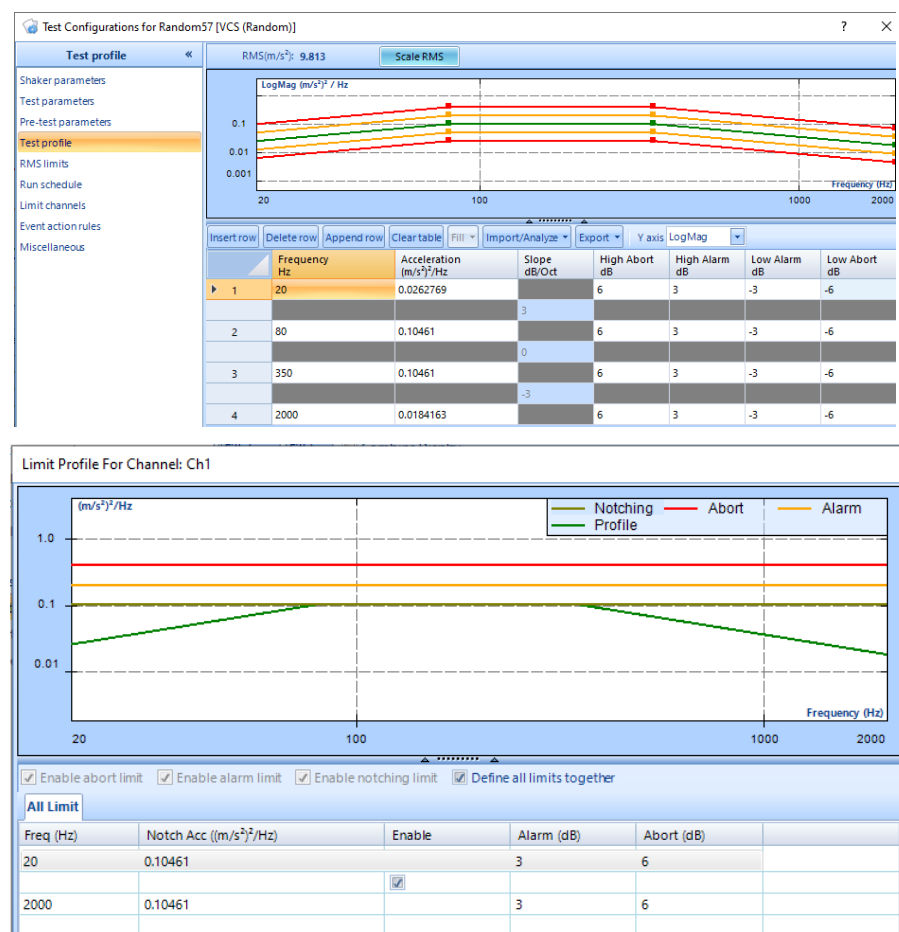 Test Configurations for Random57 [VCS (Random)] ? ×
Test profile «
Shaker parameters
Test parameters
Pre-test parameters
Test profile
RMS limits
Run schedule
Limit channels
Event action rules
Miscellaneous
RMS(m/s²): 9.813 Scale RMS
LogMag (m/s²)² / Hz
0.1
0.01
0.001
Frequency (Hz)
20 100 1000 2000
Insert row Delete row Append row Clear table Fill Import/Analyze Export Y axis LogMag
Frequency Acceleration Slope High Abort High Alarm Low Alarm Low Abort
Hz (m/s²)²/Hz dB/Oct dB dB dB dB
1 20 0.0262769 6 3 -3 -6
3
2 80 0.10461 6 3 -3 -6
0
3 350 0.10461 6 3 -3 -6
-3
4 2000 0.0184163 6 3 -3 -6
Limit Profile For Channel: Ch1
(m/s²)²/Hz
Notching Abort Alarm
Profile
1.0
0.1
0.01
Frequency (Hz)
20 100 1000 2000
Enable abort limit Enable alarm limit Enable notching limit Define all limits together
All Limit
Freq (Hz) Notch Acc ((m/s²)²/Hz) Enable Alarm (dB) Abort (dB)
20 0.10461 3 6
2000 0.10461 3 6